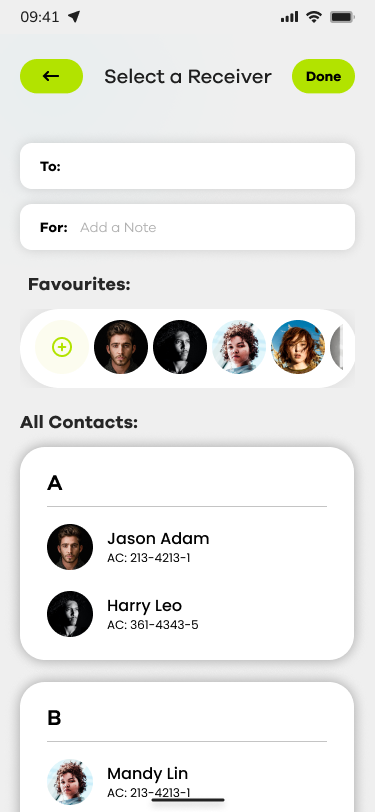 09:41
Select a Receiver
Done
To:
For: Add a Note
Favourites:
All Contacts:
A
Jason Adam
AC: 213-4213-1
Harry Leo
AC: 361-4343-5
B
Mandy Lin
AC: 213-4213-1